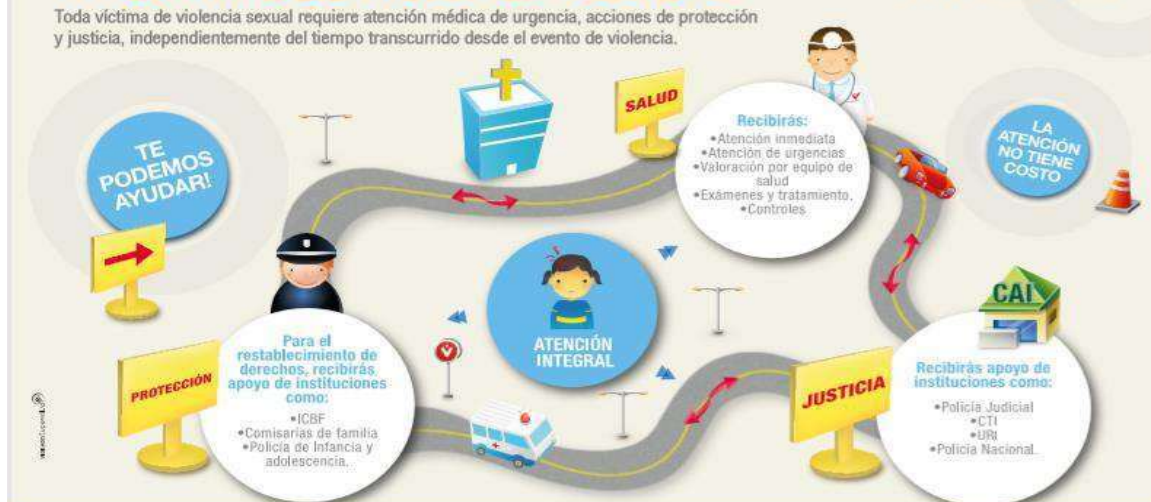 Toda víctima de violencia sexual requiere atención médica de urgencia, acciones de protección
y justicia, independientemente del tiempo transcurrido desde el evento de violencia.
TE
PODEMOS
AYUDAR!
SALUD
Recibirás:
•Atención inmediata
•Atención de urgencias
•Valoración por equipo de
salud
•Exámenes y tratamiento.
•Controles
LA
ATENCIÓN
NO TIENE
COSTO
PROTECCIÓN
Para el
restablecimiento de
derechos, recibirás
apoyo de instituciones
como:
•ICBF
•Comisarias de familia
•Policía de Infancia y
adolescencia.
ATENCIÓN
INTEGRAL
JUSTICIA
CAI
Recibirás apoyo de
instituciones como:
•Policía Judicial
•CTI
•URI
•Policía Nacional.